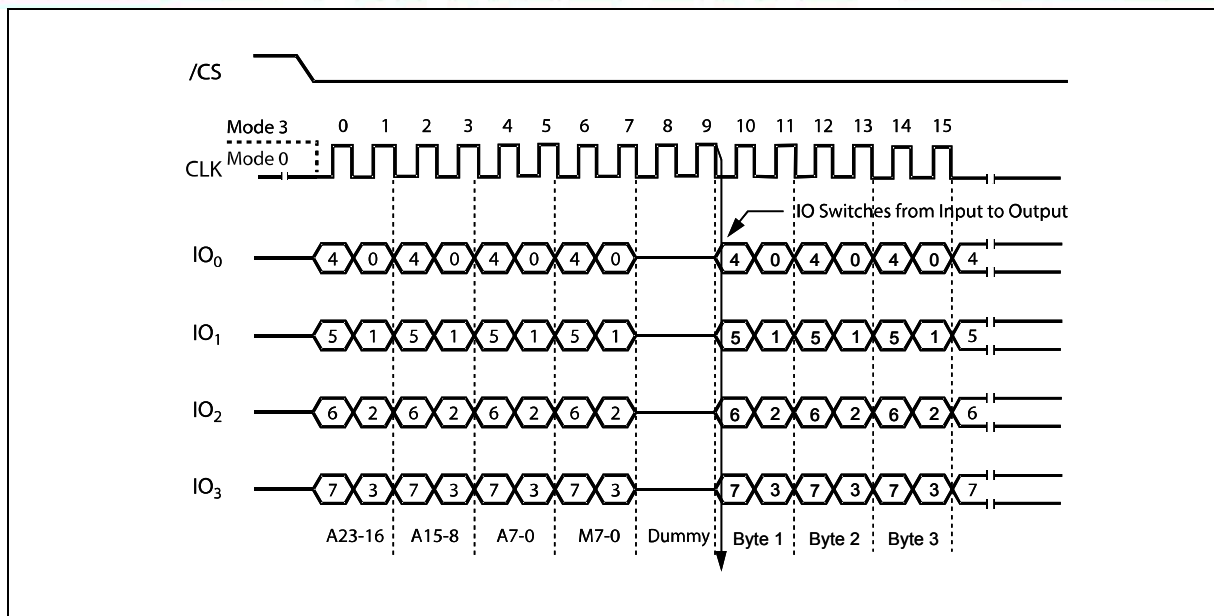 /CS
Mode 3 0 1 2 3 4 5 6 7 8 9 10 11 12 13 14 15
CLK Mode 0
IO Switches from Input to Output
IO0 4 0 4 0 4 0 4 0 4 0 4 0 4 0 4
IO1 5 1 5 1 5 1 5 1 5 1 5 1 5 1 5
IO2 6 2 6 2 6 2 6 2 6 2 6 2 6 2 6
IO3 7 3 7 3 7 3 7 3 7 3 7 3 7 3 7
A23-16 A15-8 A7-0 M7-0 Dummy Byte 1 Byte 2 Byte 3